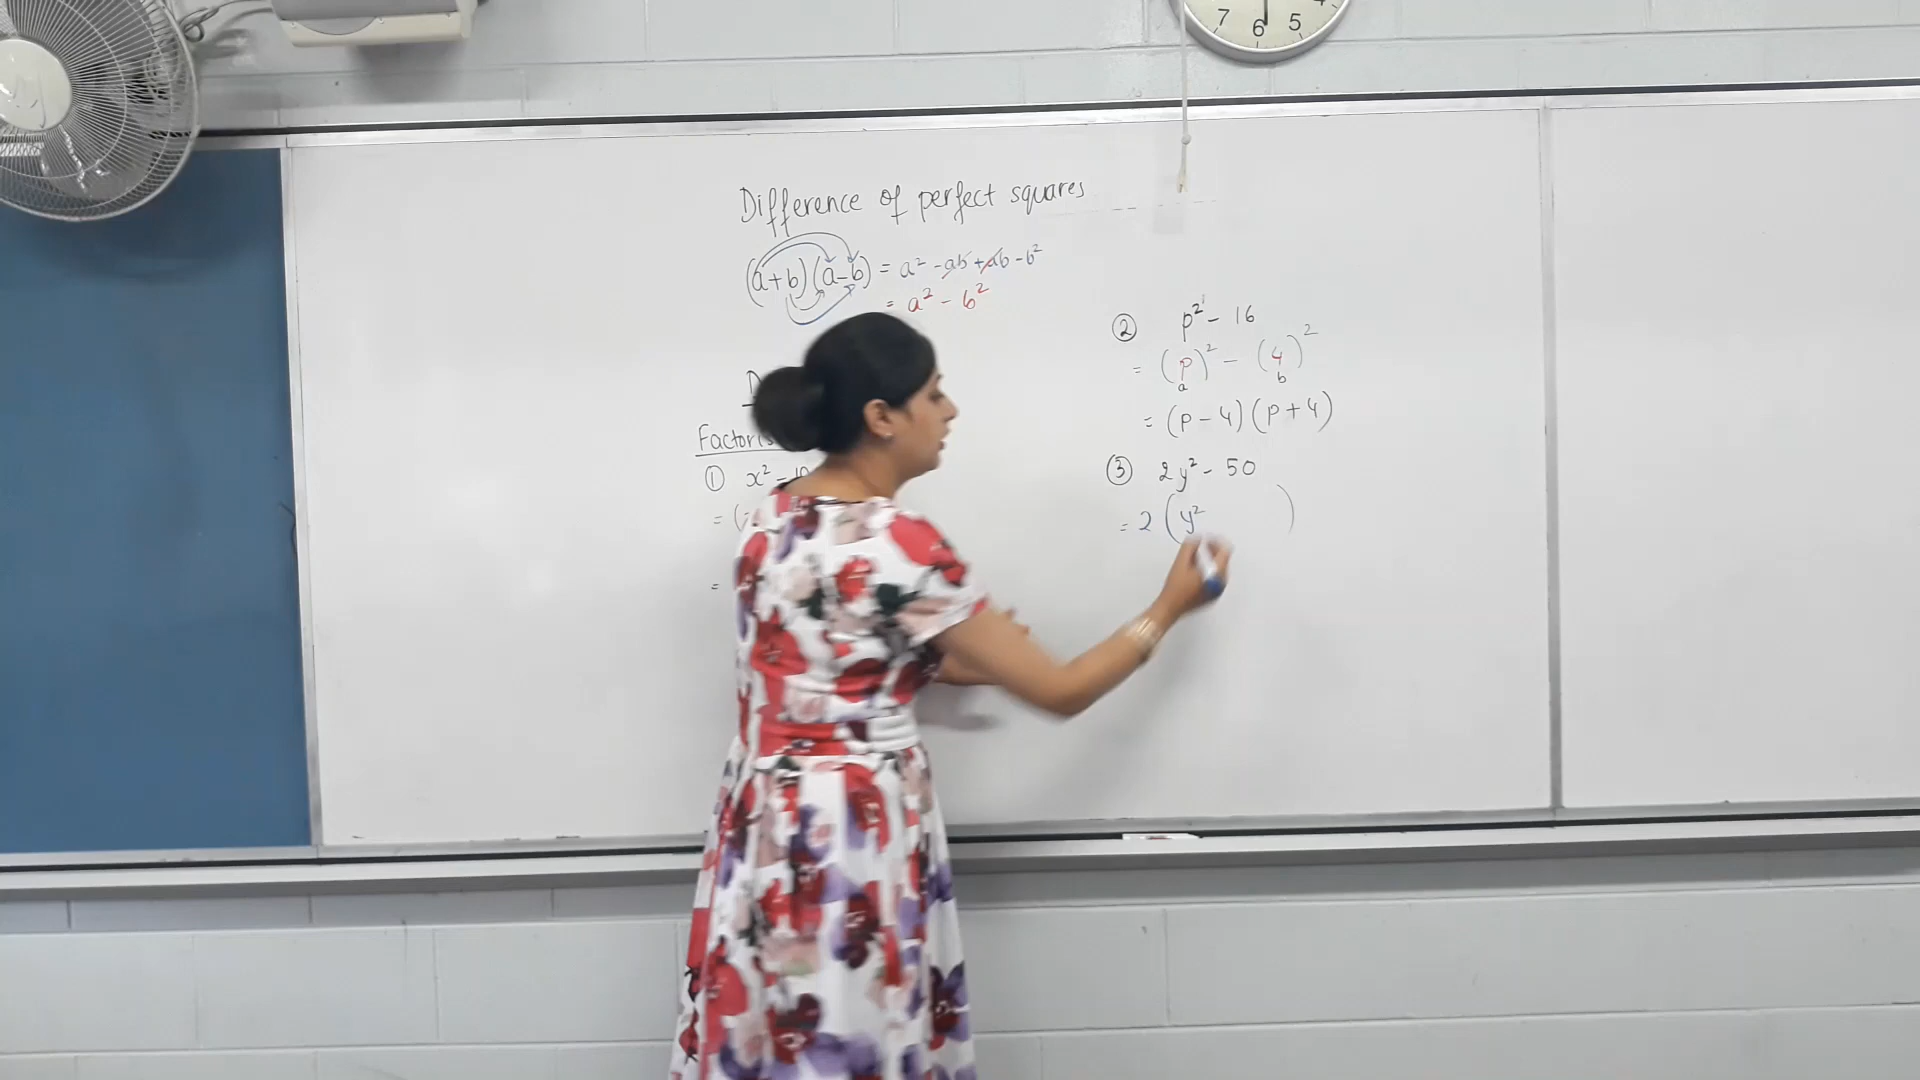 Difference of perfect squares
(a+b)(a-b) = a² - ab + ab - b²
= a² - b²
Factoris
① x² - 10
= (
=
② p² - 16
= (p)² - (4)²
a b
= (p - 4)(p + 4)
③ 2y² - 50
= 2(y² )
7 6 5